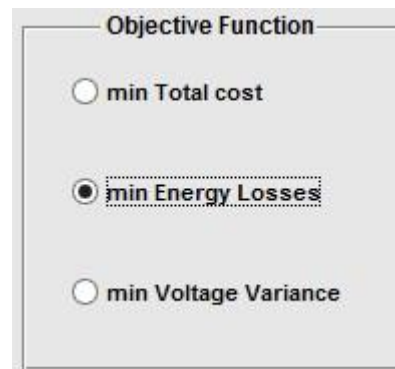 Objective Function
min Total cost
min Energy Losses
min Voltage Variance